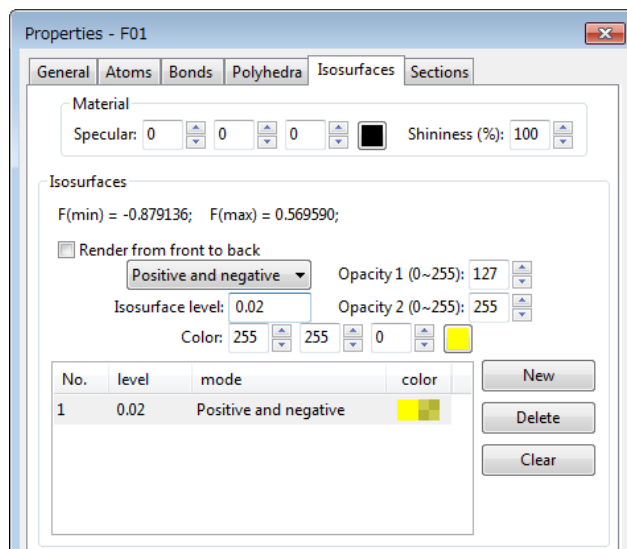 Properties - F01
General Atoms Bonds Polyhedra Isosurfaces Sections
Material
Specular: 0 0 0 Shininess (%): 100
Isosurfaces
F(min) = -0.879136; F(max) = 0.569590;
Render from front to back
Positive and negative Opacity 1 (0~255): 127
Isosurface level: 0.02 Opacity 2 (0~255): 255
Color: 255 255 0
No. level mode color New
1 0.02 Positive and negative
Delete
Clear